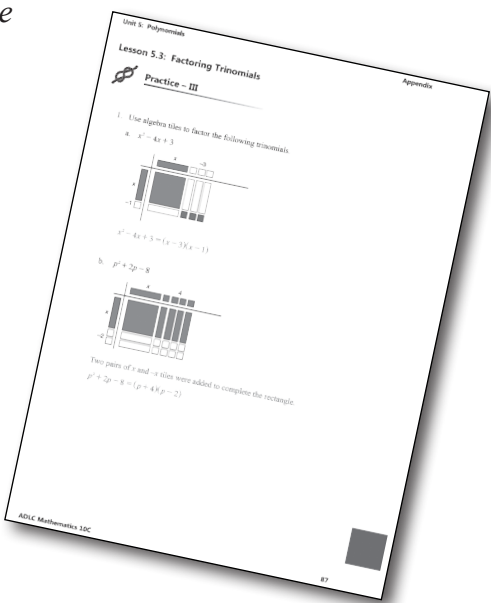 e
Unit 5: Polynomials
Appendix
Lesson 5.3: Factoring Trinomials
Practice – III
1. Use algebra tiles to factor the following trinomials.
a. x² – 4x + 3
x
–3
x
–1
x² – 4x + 3 = (x – 3)(x – 1)
b. p² + 2p – 8
x
4
x
–2
Two pairs of x and –x tiles were added to complete the rectangle.
p² + 2p – 8 = (p + 4)(p – 2)
ADLC Mathematics 10C
87